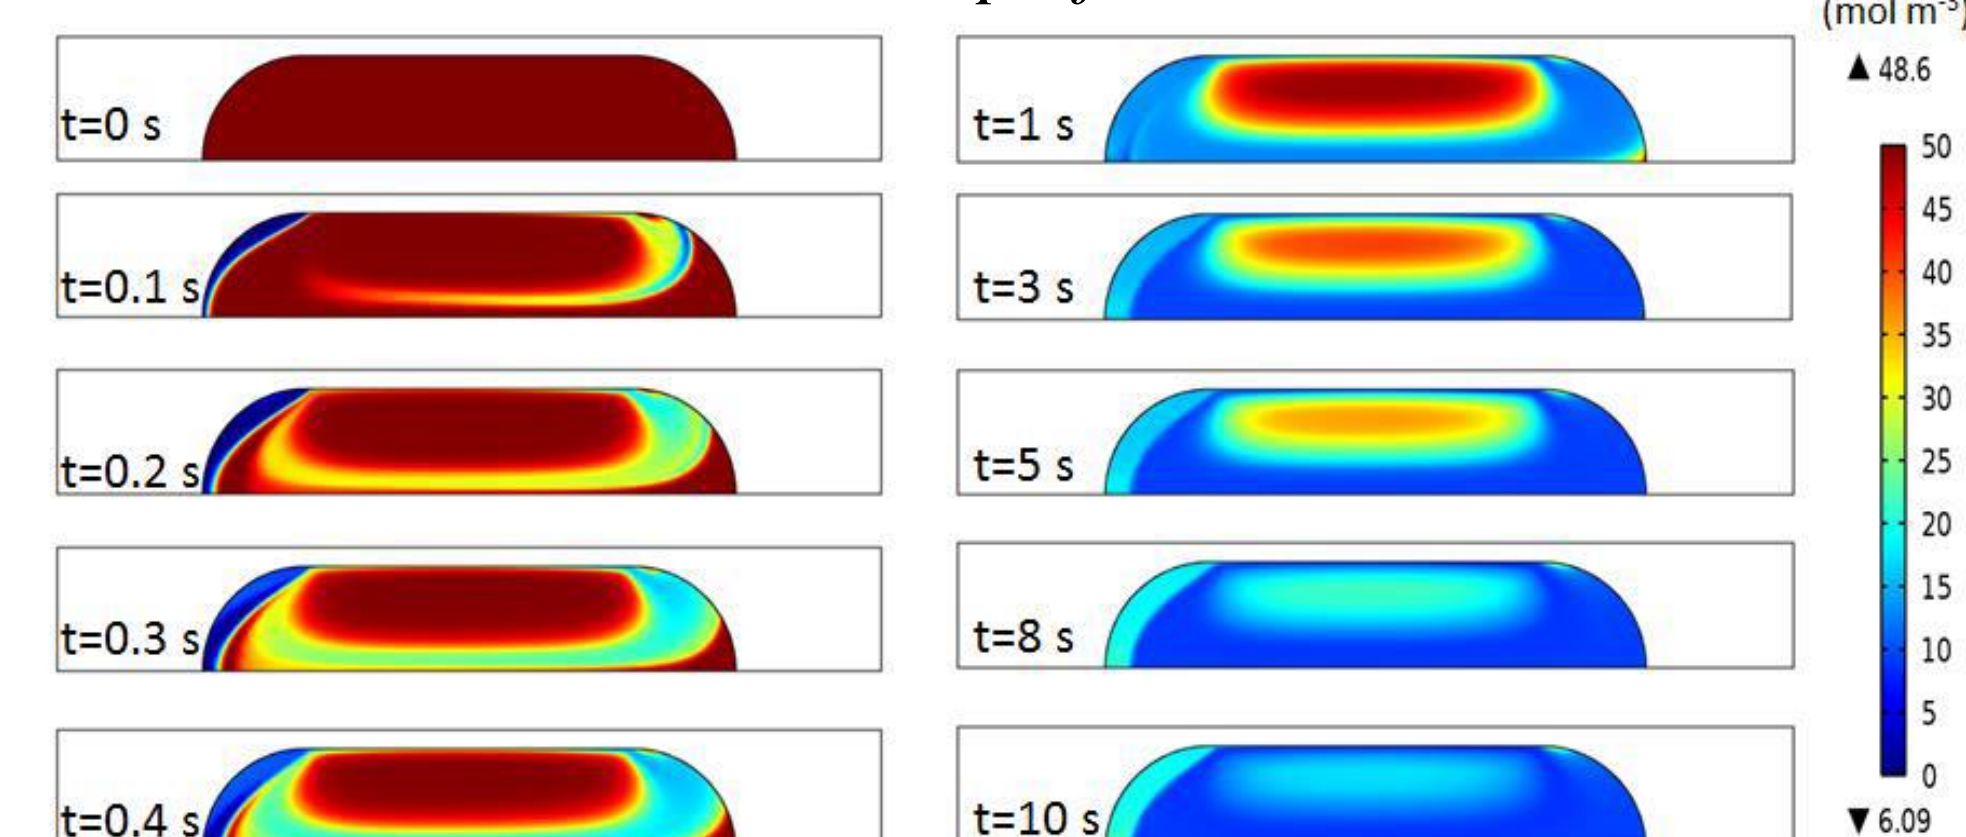 (mol m⁻³)
t=0 s
t=0.1 s
t=0.2 s
t=0.3 s
t=0.4 s
t=1 s
t=3 s
t=5 s
t=8 s
t=10 s
▲ 48.6
50
45
40
35
30
25
20
15
10
5
0
▼ 6.09